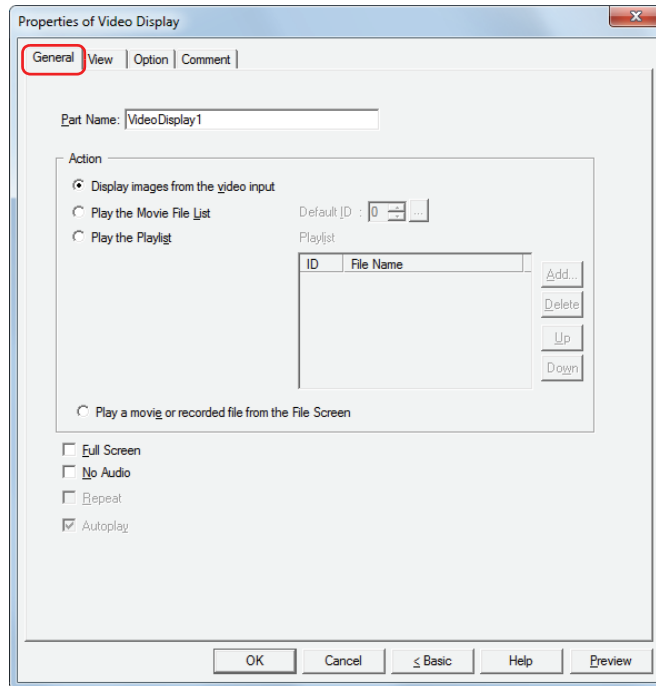 Properties of Video Display
General View Option Comment
Part Name: VideoDisplay1
Action
Display images from the video input
Play the Movie File List Default ID : 0 ...
Play the Playlist Playlist
ID File Name
Add...
Delete
Up
Down
Play a movie or recorded file from the File Screen
Full Screen
No Audio
Repeat
Autoplay
OK Cancel < Basic Help Preview